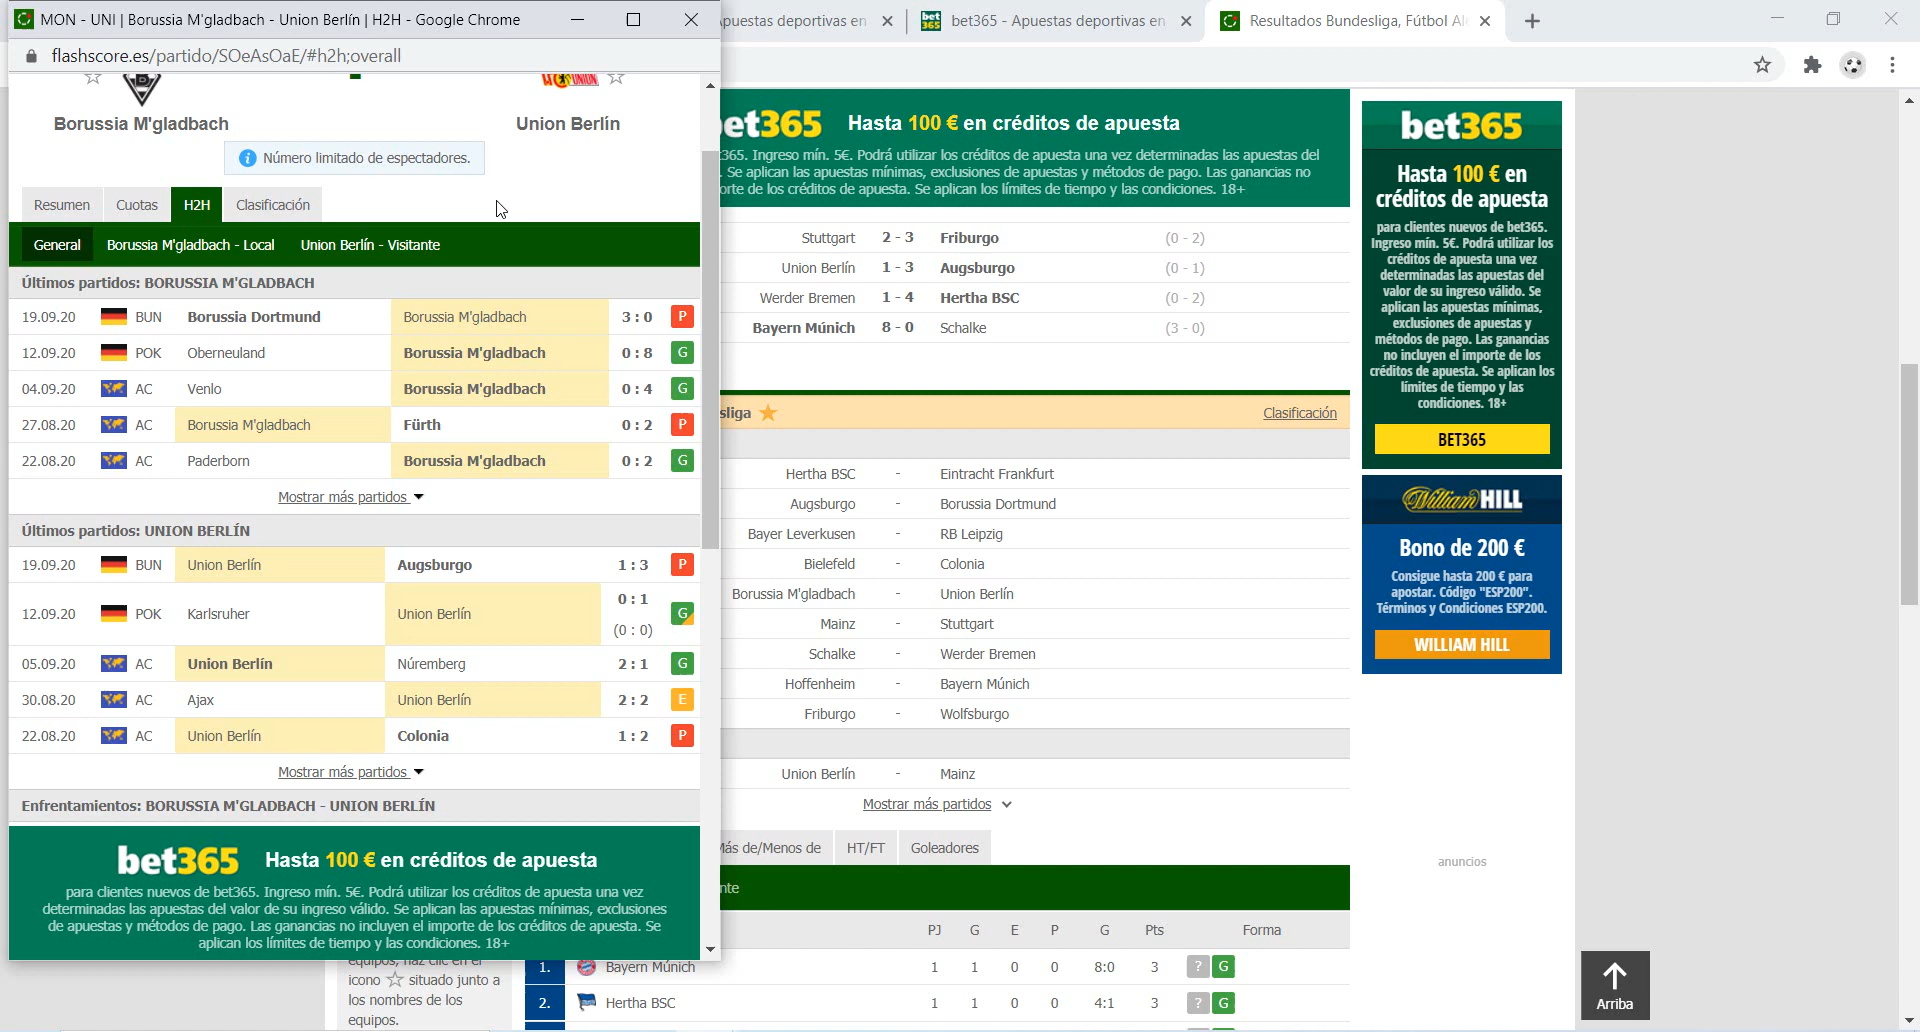 MON - UNI | Borussia M'gladbach - Union Berlín | H2H - Google Chrome
flashscore.es/partido/SOeAsOaE/#h2h;overall
Borussia M'gladbach Union Berlín
Número limitado de espectadores.
Resumen Cuotas H2H Clasificación
General Borussia M'gladbach - Local Union Berlín - Visitante
Últimos partidos: BORUSSIA M'GLADBACH
19.09.20 BUN Borussia Dortmund Borussia M'gladbach 3 : 0 P
12.09.20 POK Oberneuland Borussia M'gladbach 0 : 8 G
04.09.20 AC Venlo Borussia M'gladbach 0 : 4 G
27.08.20 AC Borussia M'gladbach Fürth 0 : 2 P
22.08.20 AC Paderborn Borussia M'gladbach 0 : 2 G
Mostrar más partidos
Últimos partidos: UNION BERLÍN
19.09.20 BUN Union Berlín Augsburgo 1 : 3 P
12.09.20 POK Karlsruher Union Berlín 0 : 1 G
(0 : 0)
05.09.20 AC Union Berlín Núremberg 2 : 1 G
30.08.20 AC Ajax Union Berlín 2 : 2 E
22.08.20 AC Union Berlín Colonia 1 : 2 P
Mostrar más partidos
Enfrentamientos: BORUSSIA M'GLADBACH - UNION BERLÍN
bet365 Hasta 100 € en créditos de apuesta
para clientes nuevos de bet365. Ingreso mín. 5€. Podrá utilizar los créditos de apuesta una vez
determinadas las apuestas del valor de su ingreso válido. Se aplican las apuestas mínimas, exclusiones
de apuestas y métodos de pago. Las ganancias no incluyen el importe de los créditos de apuesta. Se
aplican los límites de tiempo y las condiciones. 18+
puestas deportivas en bet365 - Apuestas deportivas en Resultados Bundesliga, Fútbol Al
et365 Hasta 100 € en créditos de apuesta
365. Ingreso mín. 5€. Podrá utilizar los créditos de apuesta una vez determinadas las apuestas del
. Se aplican las apuestas mínimas, exclusiones de apuestas y métodos de pago. Las ganancias no
orte de los créditos de apuesta. Se aplican los límites de tiempo y las condiciones. 18+
Stuttgart 2 - 3 Friburgo (0 - 2)
Union Berlín 1 - 3 Augsburgo (0 - 1)
Werder Bremen 1 - 4 Hertha BSC (0 - 2)
Bayern Múnich 8 - 0 Schalke (3 - 0)
sliga Clasificación
Hertha BSC - Eintracht Frankfurt
Augsburgo - Borussia Dortmund
Bayer Leverkusen - RB Leipzig
Bielefeld - Colonia
Borussia M'gladbach - Union Berlín
Mainz - Stuttgart
Schalke - Werder Bremen
Hoffenheim - Bayern Múnich
Friburgo - Wolfsburgo
Union Berlín - Mainz
Mostrar más partidos
Más de/Menos de HT/FT Goleadores
nte
PJ G E P G Pts Forma
1. Bayern Múnich 1 1 0 0 8:0 3 ? G
2. Hertha BSC 1 1 0 0 4:1 3 ? G
equipos, haz clic en el
icono situado junto a
los nombres de los
equipos.
bet365
Hasta 100 € en
créditos de apuesta
para clientes nuevos de bet365.
Ingreso mín. 5€. Podrá utilizar los
créditos de apuesta una vez
determinadas las apuestas del
valor de su ingreso válido. Se
aplican las apuestas mínimas,
exclusiones de apuestas y
métodos de pago. Las ganancias
no incluyen el importe de los
créditos de apuesta. Se aplican los
límites de tiempo y las
condiciones. 18+
BET365
William HILL
Bono de 200 €
Consigue hasta 200 € para
apostar. Código "ESP200".
Términos y Condiciones ESP200.
WILLIAM HILL
anuncios
Arriba